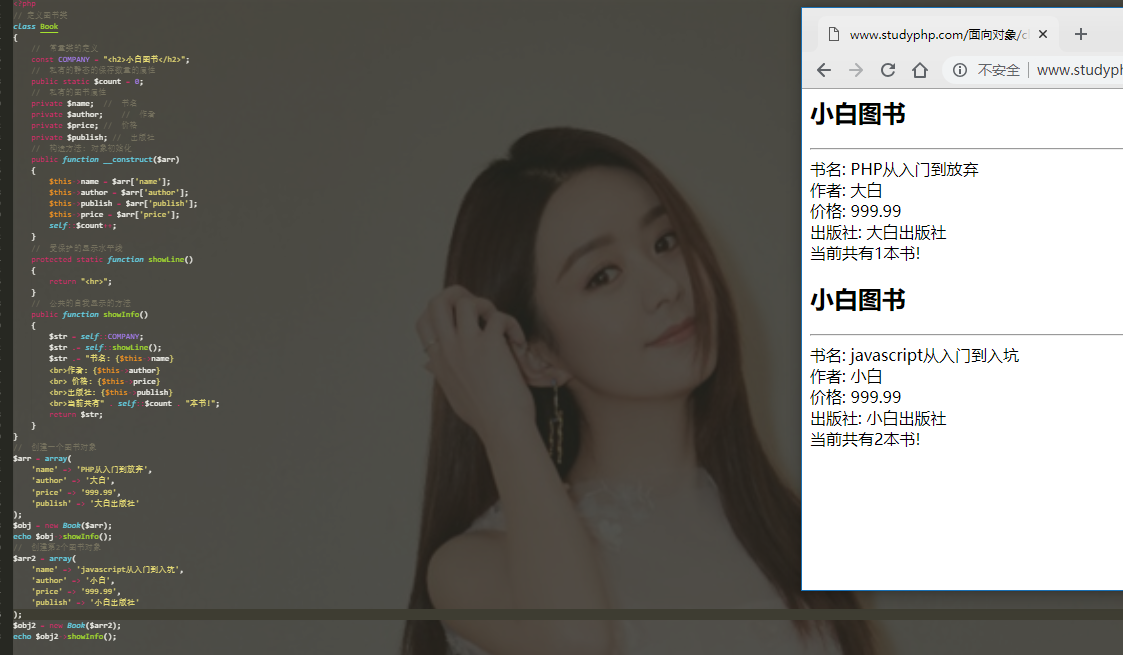 <?php
// 定义图书类
class Book
{
// 常量类的定义
const COMPANY = "<h2>小白图书</h2>";
// 私有的静态的保存数量的属性
public static $count = 0;
// 私有的图书属性
private $name; // 书名
private $author; // 作者
private $price; // 价格
private $publish; // 出版社
// 构造方法：对象初始化
public function __construct($arr)
{
$this->name = $arr['name'];
$this->author = $arr['author'];
$this->publish = $arr['publish'];
$this->price = $arr['price'];
self::$count++;
}
// 受保护的显示水平线
protected static function showLine()
{
return "<hr>";
}
// 公共的自我显示的方法
public function showInfo()
{
$str = self::COMPANY;
$str .= self::showLine();
$str .= "书名: {$this->name}
<br>作者: {$this->author}
<br> 价格: {$this->price}
<br>出版社: {$this->publish}
<br>当前共有" . self::$count . "本书!";
return $str;
}
}
// 创建一个图书对象
$arr = array(
'name' => 'PHP从入门到放弃',
'author' => '大白',
'price' => '999.99',
'publish' => '大白出版社'
);
$obj = new Book($arr);
echo $obj->showInfo();
// 创建第2个图书对象
$arr2 = array(
'name' => 'javascript从入门到入坑',
'author' => '小白',
'price' => '999.99',
'publish' => '小白出版社'
);
$obj2 = new Book($arr2);
echo $obj2->showInfo();
www.studyphp.com/面向对象/cl
不安全 | www.studyph
小白图书
书名: PHP从入门到放弃
作者: 大白
价格: 999.99
出版社: 大白出版社
当前共有1本书!
小白图书
书名: javascript从入门到入坑
作者: 小白
价格: 999.99
出版社: 小白出版社
当前共有2本书!